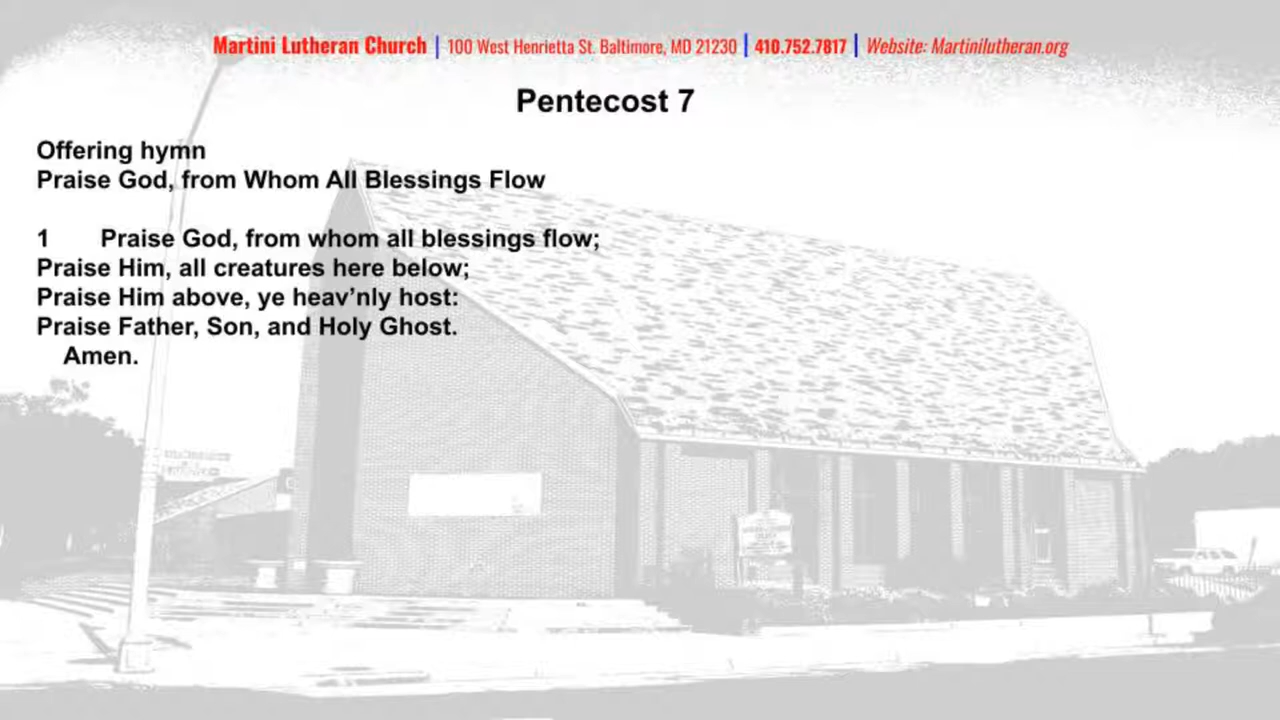 Martini Lutheran Church | 100 West Henrietta St. Baltimore, MD 21230 | 410.752.7817 | Website: Martinilutheran.org
Pentecost 7
Offering hymn
Praise God, from Whom All Blessings Flow
1 Praise God, from whom all blessings flow;
Praise Him, all creatures here below;
Praise Him above, ye heav’nly host:
Praise Father, Son, and Holy Ghost.
Amen.